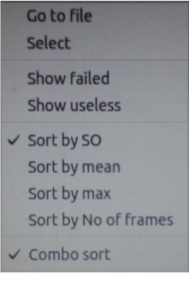 Go to file
Select
Show failed
Show useless
✓ Sort by SO
Sort by mean
Sort by max
Sort by No of frames
✓ Combo sort